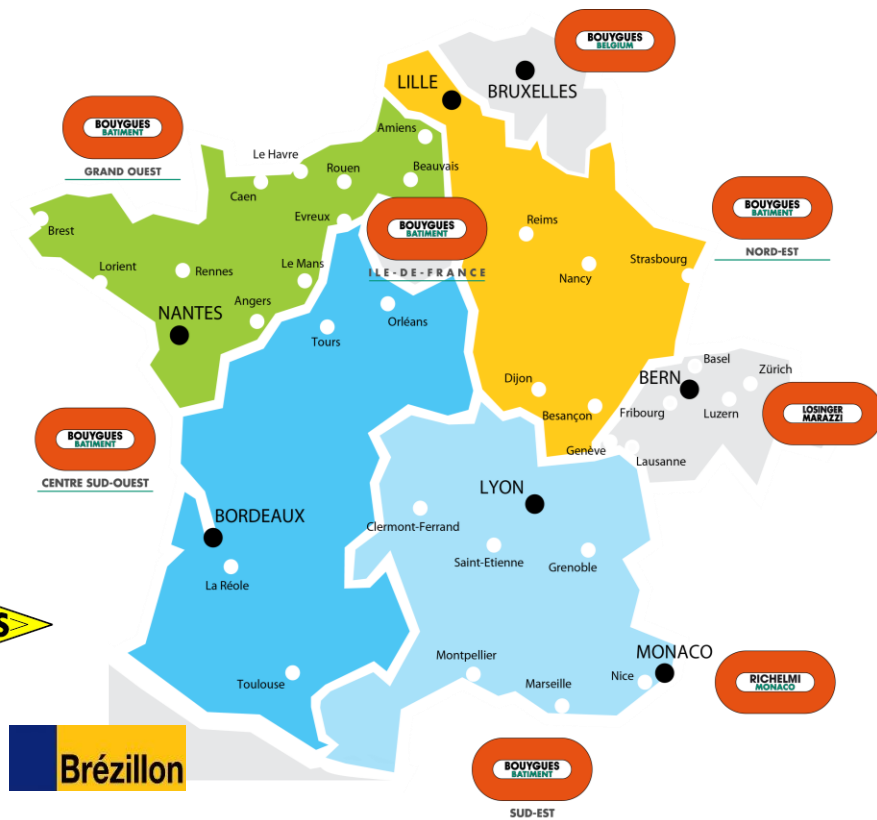 BOUYGUES
BELGIUM
LILLE
BRUXELLES
BOUYGUES
BATIMENT
GRAND OUEST
Amiens
Le Havre
Rouen
Beauvais
Caen
Evreux
BOUYGUES
BATIMENT
ILE-DE-FRANCE
Reims
BOUYGUES
BATIMENT
NORD-EST
Brest
Strasbourg
Lorient
Rennes
Le Mans
Nancy
NANTES
Angers
Orléans
Tours
Basel
Zürich
BERN
Dijon
Fribourg
Luzern
Besançon
LOSINGER
MARAZZI
Genève
Lausanne
BOUYGUES
BATIMENT
CENTRE SUD-OUEST
LYON
BORDEAUX
Clermont-Ferrand
Saint-Etienne
Grenoble
La Réole
S
MONACO
Montpellier
Nice
Marseille
RICHELMI
MONACO
Toulouse
Brézillon
BOUYGUES
BATIMENT
SUD-EST